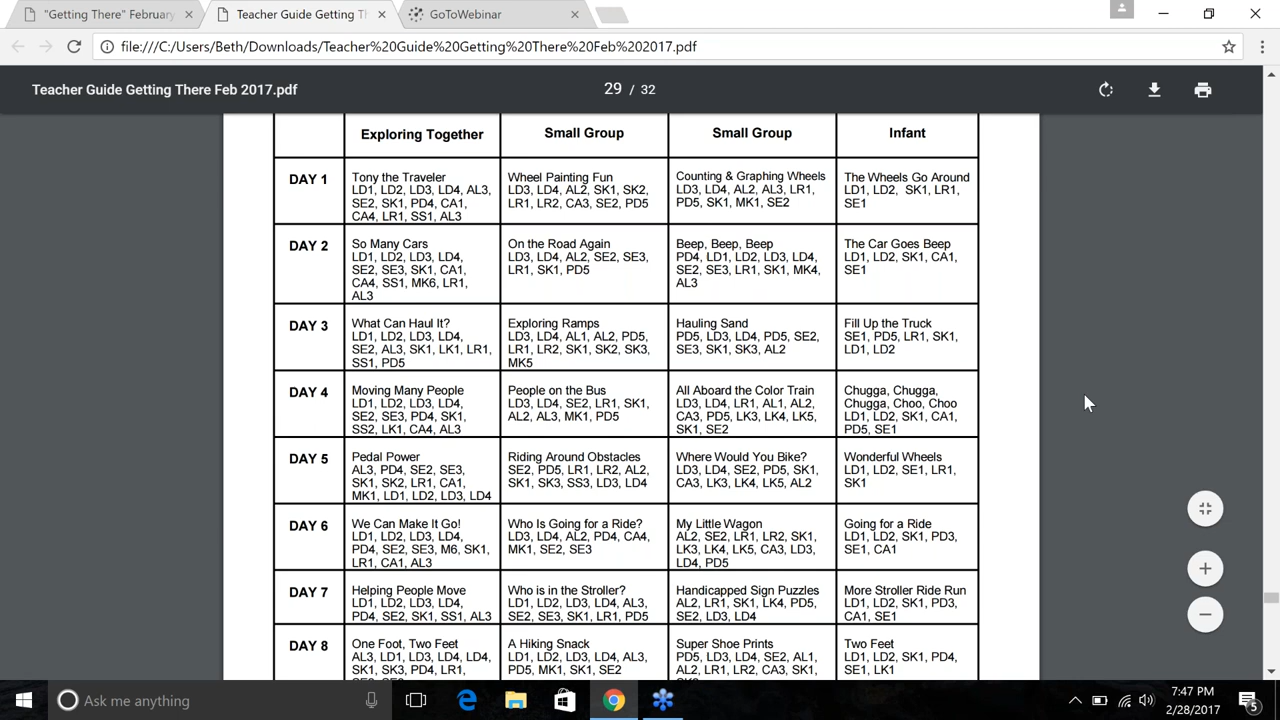 "Getting There" February
Teacher Guide Getting Th
GoToWebinar
file:///C:/Users/Beth/Downloads/Teacher%20Guide%20Getting%20There%20Feb%202017.pdf
Teacher Guide Getting There Feb 2017.pdf
29 / 32
Exploring Together
Small Group
Small Group
Infant
DAY 1
Tony the Traveler
LD1, LD2, LD3, LD4, AL3,
SE2, SK1, PD4, CA1,
CA4, LR1, SS1, AL3
Wheel Painting Fun
LD3, LD4, AL2, SK1, SK2,
LR1, LR2, CA3, SE2, PD5
Counting & Graphing Wheels
LD3, LD4, AL2, AL3, LR1,
PD5, SK1, MK1, SE2
The Wheels Go Around
LD1, LD2, SK1, LR1,
SE1
DAY 2
So Many Cars
LD1, LD2, LD3, LD4,
SE2, SE3, SK1, CA1,
CA4, SS1, MK6, LR1,
AL3
On the Road Again
LD3, LD4, AL2, SE2, SE3,
LR1, SK1, PD5
Beep, Beep, Beep
PD4, LD1, LD2, LD3, LD4,
SE2, SE3, LR1, SK1, MK4,
AL3
The Car Goes Beep
LD1, LD2, SK1, CA1,
SE1
DAY 3
What Can Haul It?
LD1, LD2, LD3, LD4,
SE2, AL3, SK1, LK1, LR1,
SS1, PD5
Exploring Ramps
LD3, LD4, AL1, AL2, PD5,
LR1, LR2, SK1, SK2, SK3,
MK5
Hauling Sand
PD5, LD3, LD4, PD5, SE2,
SE3, SK1, SK3, AL2
Fill Up the Truck
SE1, PD5, LR1, SK1,
LD1, LD2
DAY 4
Moving Many People
LD1, LD2, LD3, LD4,
SE2, SE3, PD4, SK1,
SS2, LK1, CA4, AL3
People on the Bus
LD3, LD4, SE2, LR1, SK1,
AL2, AL3, MK1, PD5
All Aboard the Color Train
LD3, LD4, LR1, AL1, AL2,
CA3, PD5, LK3, LK4, LK5,
SK1, SE2
Chugga, Chugga,
Chugga, Choo, Choo
LD1, LD2, SK1, CA1,
PD5, SE1
DAY 5
Pedal Power
AL3, PD4, SE2, SE3,
SK1, SK2, LR1, CA1,
MK1, LD1, LD2, LD3, LD4
Riding Around Obstacles
SE2, PD5, LR1, LR2, AL2,
SK1, SK3, SS3, LD3, LD4
Where Would You Bike?
LD3, LD4, SE2, PD5, SK1,
CA3, LK3, LK4, LK5, AL2
Wonderful Wheels
LD1, LD2, SE1, LR1,
SK1
DAY 6
We Can Make It Go!
LD1, LD2, LD3, LD4,
PD4, SE2, SE3, M6, SK1,
LR1, CA1, AL3
Who Is Going for a Ride?
LD3, LD4, AL2, PD4, CA4,
MK1, SE2, SE3
My Little Wagon
AL2, SE2, LR1, LR2, SK1,
LK3, LK4, LK5, CA3, LD3,
LD4, PD5
Going for a Ride
LD1, LD2, SK1, PD3,
SE1, CA1
DAY 7
Helping People Move
LD1, LD2, LD3, LD4,
PD4, SE2, SK1, SS1, AL3
Who is in the Stroller?
LD1, LD2, LD3, LD4, AL3,
SE2, SE3, SK1, LR1, PD5
Handicapped Sign Puzzles
AL2, LR1, SK1, LK4, PD5,
SE2, LD3, LD4
More Stroller Ride Run
LD1, LD2, SK1, PD3,
CA1, SE1
DAY 8
One Foot, Two Feet
AL3, LD1, LD3, LD4, LD4,
SK1, SK3, PD4, LR1,
A Hiking Snack
LD1, LD2, LD3, LD4, AL3,
PD5, MK1, SK1, SE2
Super Shoe Prints
PD5, LD3, LD4, SE2, AL1,
AL2, LR1, LR2, CA3, SK1,
Two Feet
LD1, LD2, SK1, PD4,
SE1, LK1
Ask me anything
7:47 PM
2/28/2017
5